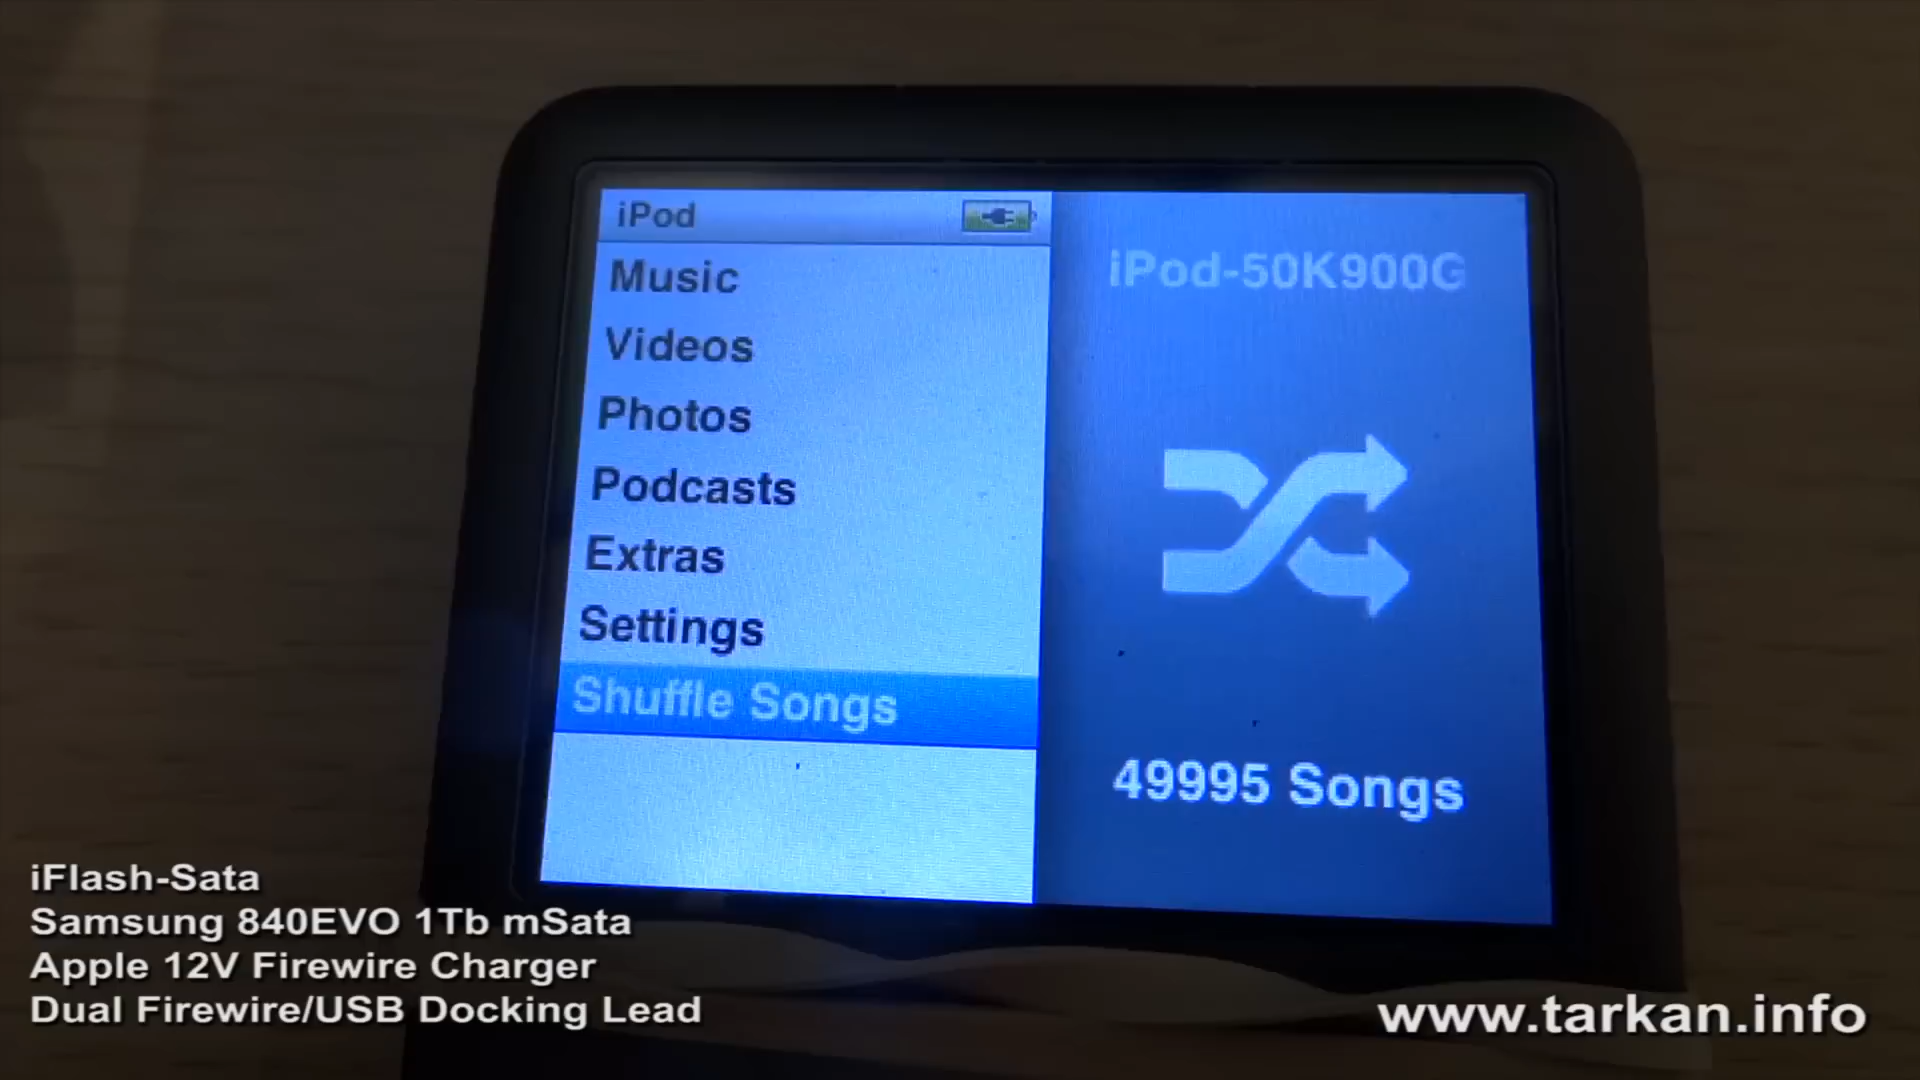 iPod
Music
Videos
Photos
Podcasts
Extras
Settings
Shuffle Songs
iPod-50K900G
49995 Songs
iFlash-Sata
Samsung 840EVO 1Tb mSata
Apple 12V Firewire Charger
Dual Firewire/USB Docking Lead
www.tarkan.info